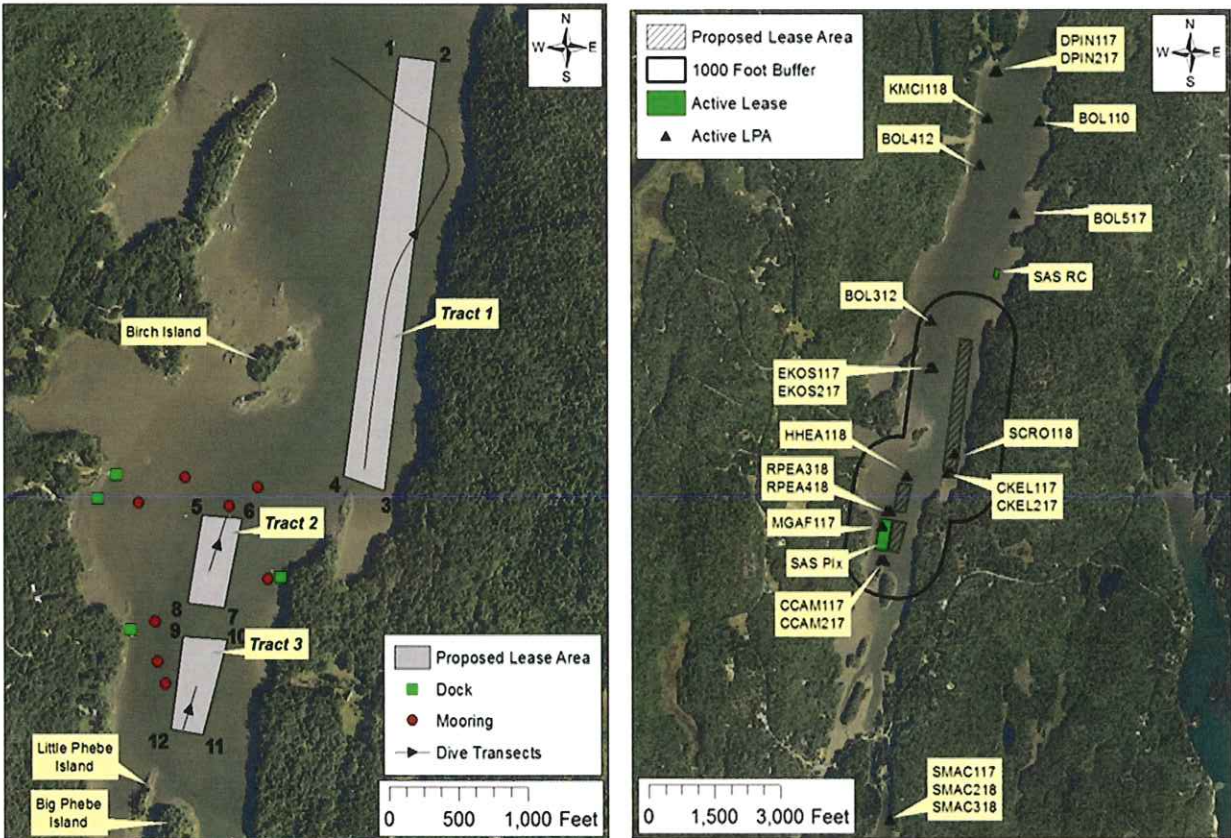 N
W E
S
1
2
Tract 1
Birch Island
4
3
5
6
Tract 2
8
7
9
10
Tract 3
12
11
Little Phebe
Island
Big Phebe
Island
Proposed Lease Area
Dock
Mooring
Dive Transects
0 500 1,000 Feet
Proposed Lease Area
1000 Foot Buffer
Active Lease
Active LPA
N
W E
S
DPIN117
DPIN217
KMCI118
BOL110
BOL412
BOL517
SAS RC
BOL312
EKOS117
EKOS217
HHEA118
SCRO118
RPEA318
RPEA418
CKEL117
CKEL217
MGAF117
SAS PIx
CCAM117
CCAM217
SMAC117
SMAC218
SMAC318
0 1,500 3,000 Feet